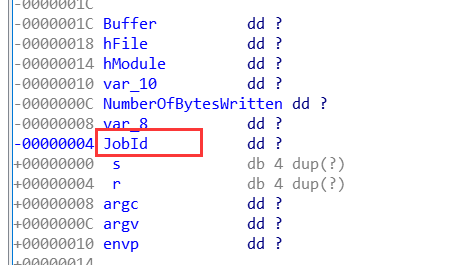 -0000001C
-0000001C Buffer dd ?
-00000018 hFile dd ?
-00000014 hModule dd ?
-00000010 var_10 dd ?
-0000000C NumberOfBytesWritten dd ?
-00000008 var_8 dd ?
-00000004 JobId dd ?
+00000000 s db 4 dup(?)
+00000004 r db 4 dup(?)
+00000008 argc dd ?
+0000000C argv dd ?
+00000010 envp dd ?
+00000014